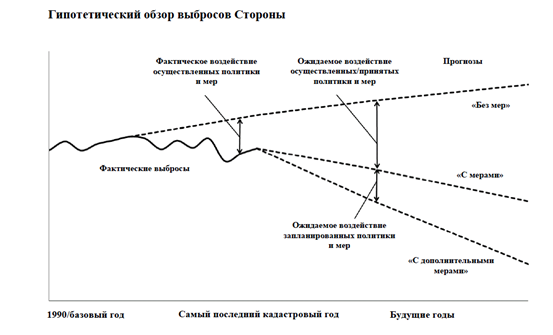 Гипотетический обзор выбросов Стороны
Фактическое воздействие
осуществленных политики
и мер
Ожидаемое воздействие
осуществленных/принятых
политики и мер
Прогнозы
«Без мер»
Фактические выбросы
«С мерами»
Ожидаемое воздействие
запланированных политики
и мер
«С дополнительными
мерами»
1990/базовый год
Самый последний кадастровый год
Будущие годы